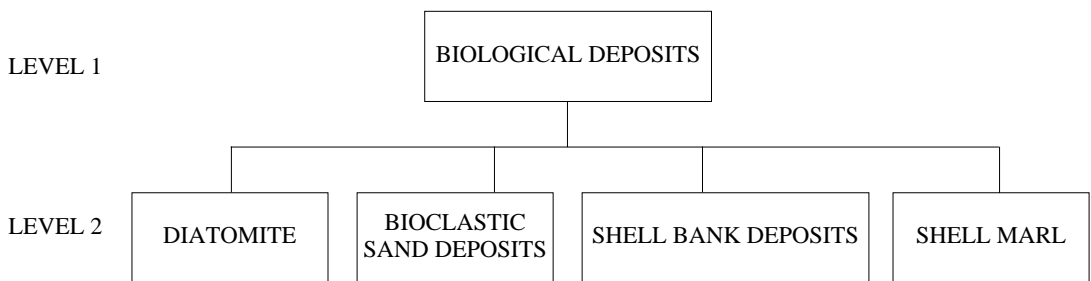 LEVEL 1
BIOLOGICAL DEPOSITS
LEVEL 2
DIATOMITE
BIOCLASTIC
SAND DEPOSITS
SHELL BANK DEPOSITS
SHELL MARL